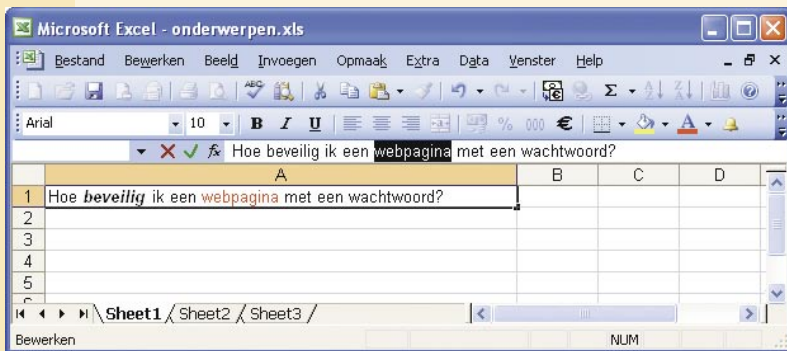 Microsoft Excel - onderwerpen.xls
Bestand Bewerken Beeld Invoegen Opmaak Extra Data Venster Help
ABC
Arial 10 B I U % 000 € A
fx Hoe beveilig ik een webpagina met een wachtwoord?
A B C D
1 Hoe beveilig ik een webpagina met een wachtwoord?
2
3
4
5
Sheet1 / Sheet2 / Sheet3 /
Bewerken NUM